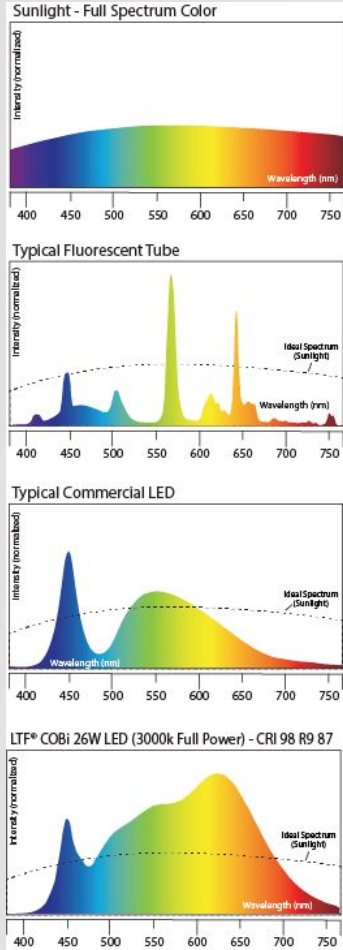 Sunlight - Full Spectrum Color
Intensity (normalized)
Wavelength (nm)
400 450 500 550 600 650 700 750
Typical Fluorescent Tube
Intensity (normalized)
Ideal Spectrum
(Sunlight)
Wavelength (nm)
400 450 500 550 600 650 700 750
Typical Commercial LED
Intensity (normalized)
Ideal Spectrum
(Sunlight)
Wavelength (nm)
400 450 500 550 600 650 700 750
LTF® COBi 26W LED (3000k Full Power) - CRI 98 R9 87
Intensity (normalized)
Ideal Spectrum
(Sunlight)
Wavelength (nm)
400 450 500 550 600 650 700 750